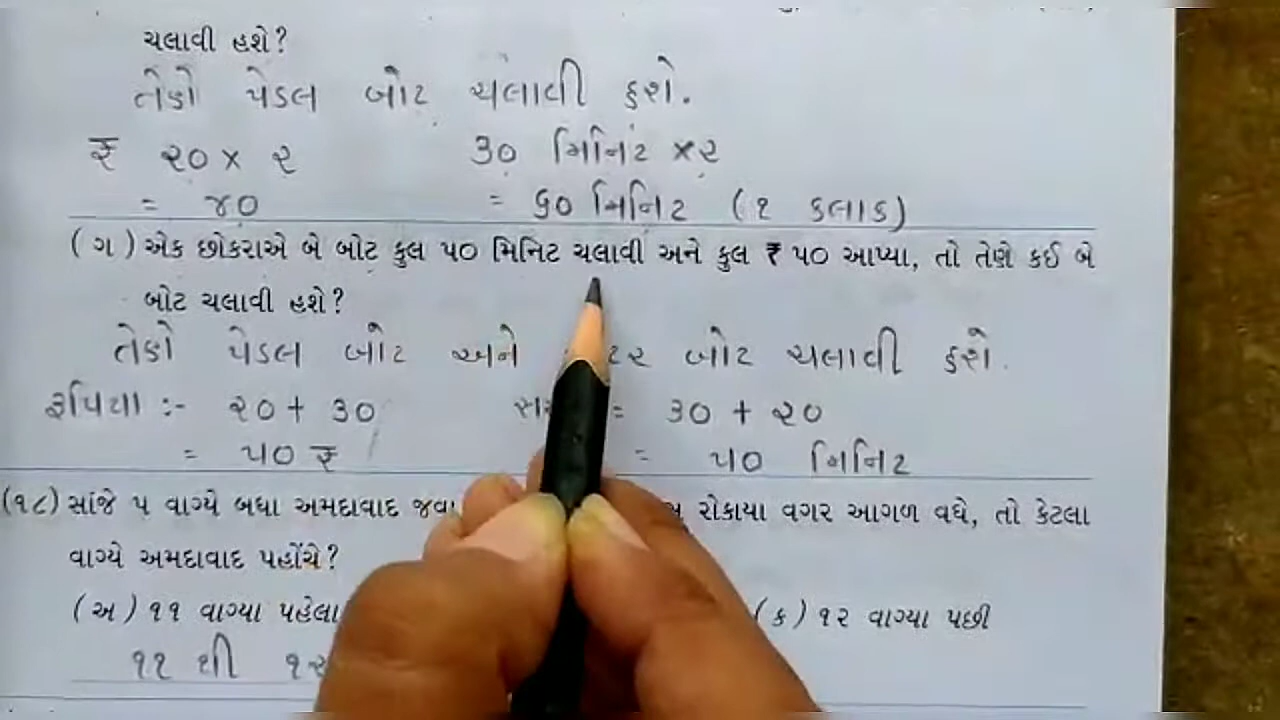 ચલાવી હશે?
તેણે પેડલ બોટ ચલાવી હશે.
₹ ૨૦ × ૨ ૩૦ મિનિટ × ૨
= ૪૦ = ૬૦ મિનિટ (૧ કલાક)
(ગ) એક છોકરાએ બે બોટ કુલ ૫૦ મિનિટ ચલાવી અને કુલ ₹ ૫૦ આપ્યા, તો તેણે કઈ બે
બોટ ચલાવી હશે?
તેણે પેડલ બોટ અને બોટ ચલાવી હશે.
રૂપિયા :- ૨૦ + ૩૦ = ૩૦ + ૨૦
= ૫૦ ₹ = ૫૦ મિનિટ
(૧૮) સાંજે ૫ વાગ્યે બધા અમદાવાદ રોકાયા વગર આગળ વધે, તો કેટલા
વાગ્યે અમદાવાદ પહોંચે?
(અ) ૧૧ વાગ્યા પહેલા (ક) ૧૨ વાગ્યા પછી
૧૧ થી ૧૨